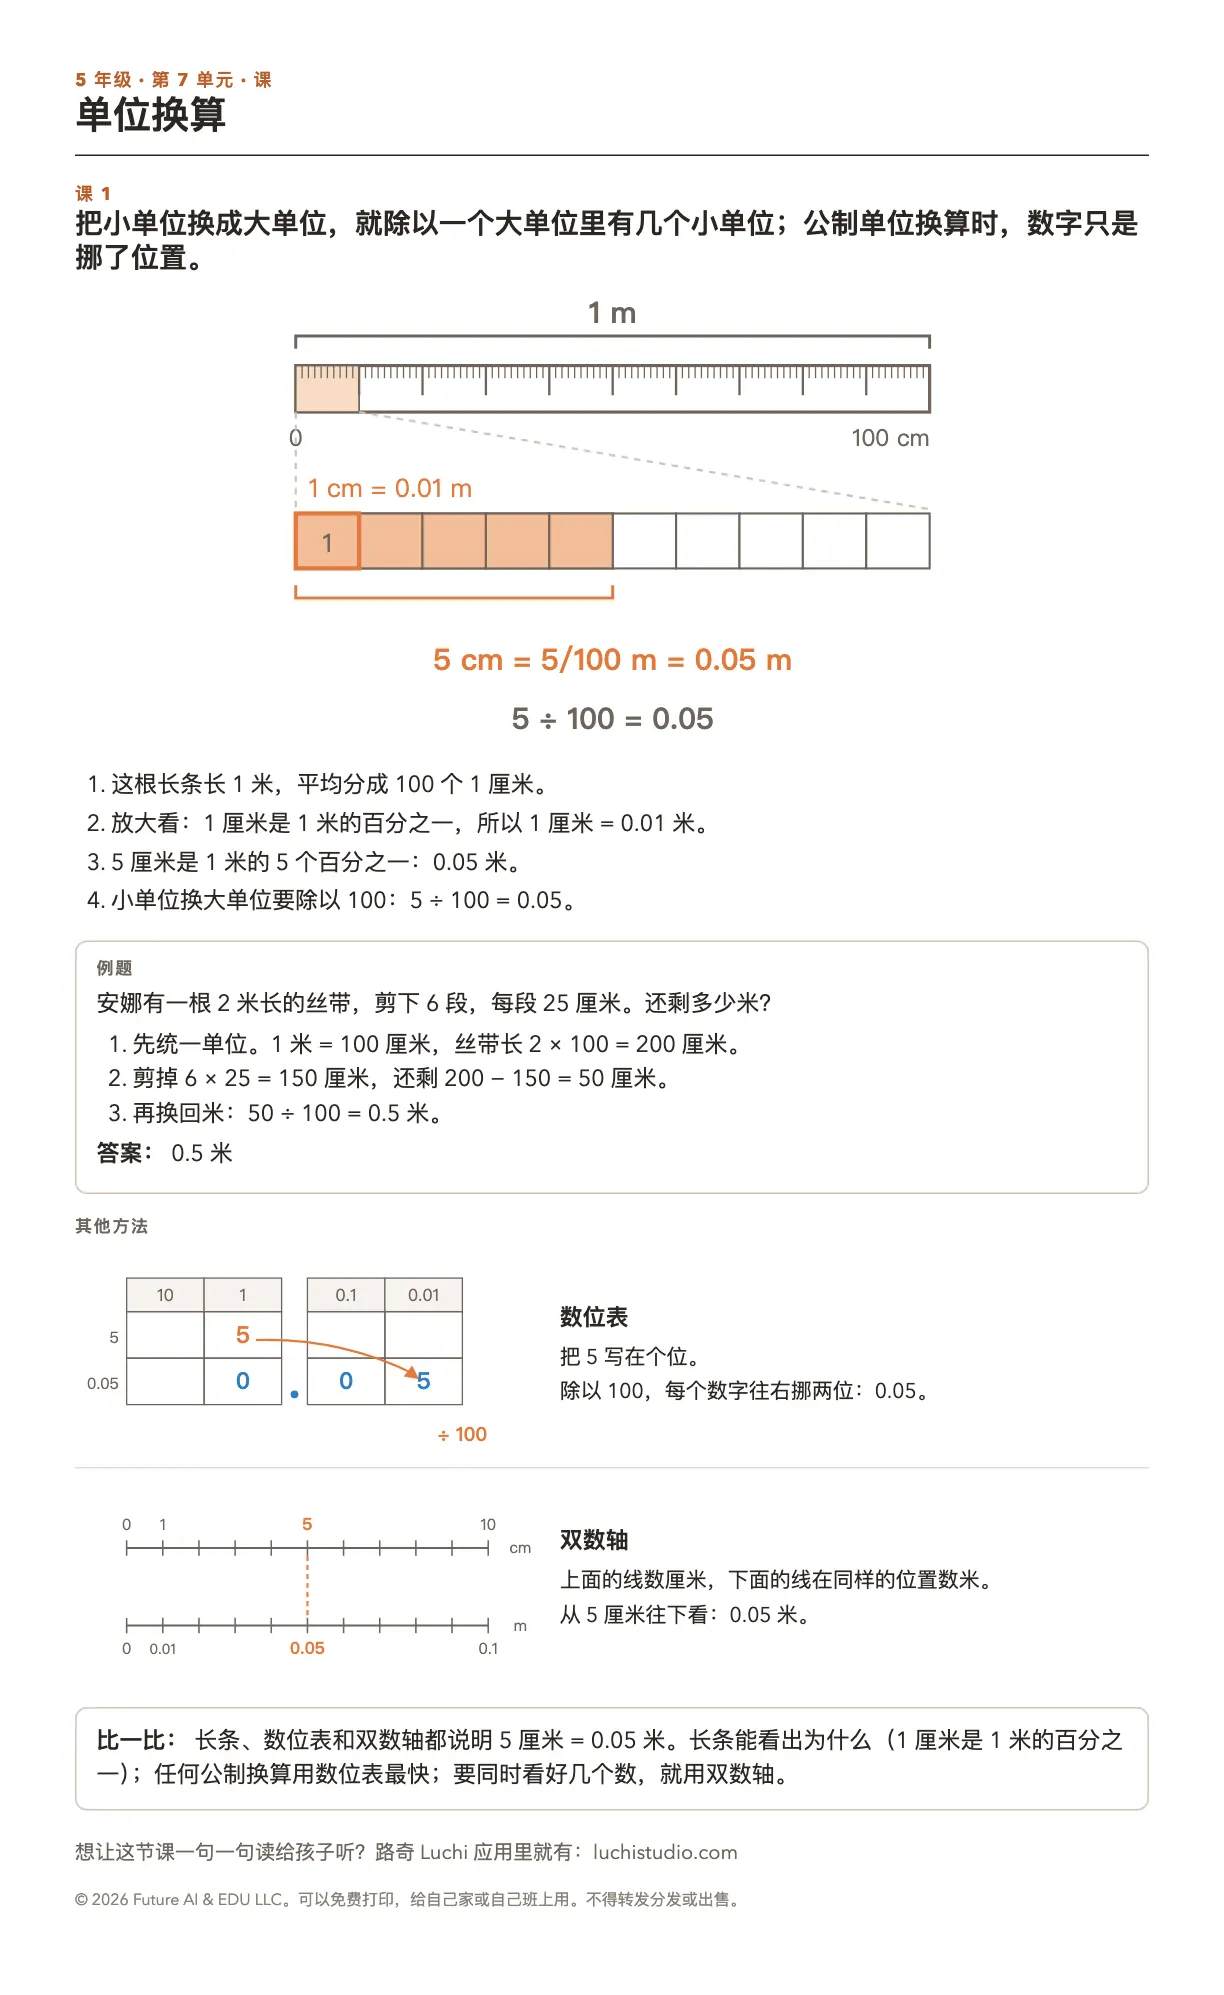 5 年级 · 第 7 单元 · 课
单位换算
课 1
把小单位换成大单位，就除以一个大单位里有几个小单位；公制单位换算时，数字只是
挪了位置。
1 m
0
100 cm
1 cm = 0.01 m
1
5 cm = 5/100 m = 0.05 m
5 ÷ 100 = 0.05
1. 这根长条长 1 米，平均分成 100 个 1 厘米。
2. 放大看：1 厘米是 1 米的百分之一，所以 1 厘米 = 0.01 米。
3. 5 厘米是 1 米的 5 个百分之一：0.05 米。
4. 小单位换大单位要除以 100：5 ÷ 100 = 0.05。
例题
安娜有一根 2 米长的丝带，剪下 6 段，每段 25 厘米。还剩多少米？
1. 先统一单位。1 米 = 100 厘米，丝带长 2 × 100 = 200 厘米。
2. 剪掉 6 × 25 = 150 厘米，还剩 200 − 150 = 50 厘米。
3. 再换回米：50 ÷ 100 = 0.5 米。
答案： 0.5 米
其他方法
10 1 0.1 0.01
5 5
0.05 0 . 0 5
÷ 100
数位表
把 5 写在个位。
除以 100，每个数字往右挪两位：0.05。
0 1 5 10
cm
m
0 0.01 0.05 0.1
双数轴
上面的线数厘米，下面的线在同样的位置数米。
从 5 厘米往下看：0.05 米。
比一比： 长条、数位表和双数轴都说明 5 厘米 = 0.05 米。长条能看出为什么（1 厘米是 1 米的百分之
一）；任何公制换算用数位表最快；要同时看好几个数，就用双数轴。
想让这节课一句一句读给孩子听？路奇 Luchi 应用里就有：luchistudio.com
© 2026 Future AI & EDU LLC。可以免费打印，给自己家或自己班上用。不得转发分发或出售。